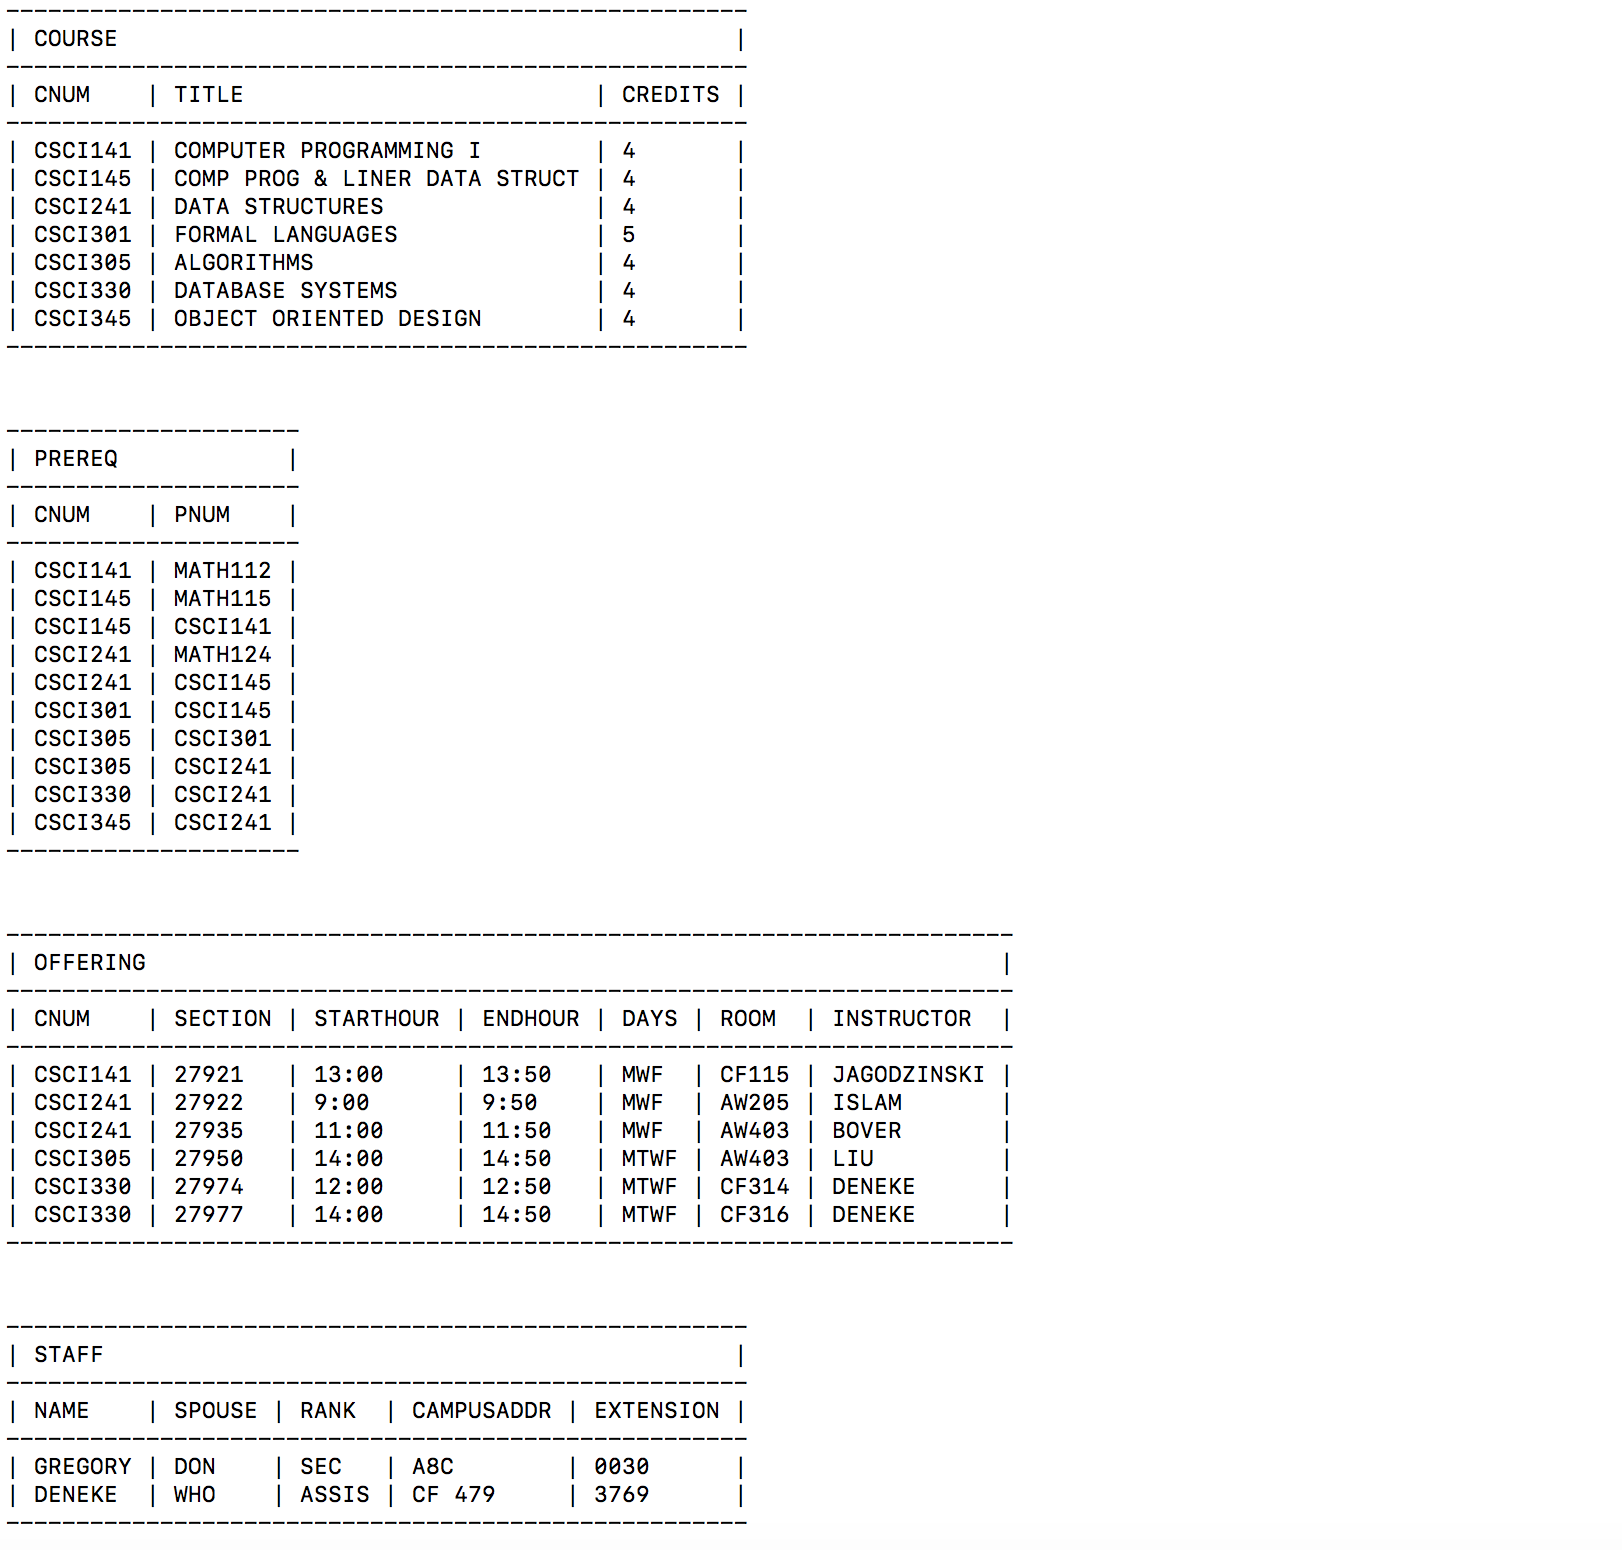 -----------------------------------------------------
| COURSE                                            |
-----------------------------------------------------
| CNUM    | TITLE                         | CREDITS |
-----------------------------------------------------
| CSCI141 | COMPUTER PROGRAMMING I        | 4       |
| CSCI145 | COMP PROG & LINER DATA STRUCT | 4       |
| CSCI241 | DATA STRUCTURES               | 4       |
| CSCI301 | FORMAL LANGUAGES              | 5       |
| CSCI305 | ALGORITHMS                    | 4       |
| CSCI330 | DATABASE SYSTEMS              | 4       |
| CSCI345 | OBJECT ORIENTED DESIGN        | 4       |
-----------------------------------------------------
---------------------
| PREREQ            |
---------------------
| CNUM    | PNUM    |
---------------------
| CSCI141 | MATH112 |
| CSCI145 | MATH115 |
| CSCI145 | CSCI141 |
| CSCI241 | MATH124 |
| CSCI241 | CSCI145 |
| CSCI301 | CSCI145 |
| CSCI305 | CSCI301 |
| CSCI305 | CSCI241 |
| CSCI330 | CSCI241 |
| CSCI345 | CSCI241 |
---------------------
------------------------------------------------------------------------
| OFFERING                                                             |
------------------------------------------------------------------------
| CNUM    | SECTION | STARTHOUR | ENDHOUR | DAYS | ROOM  | INSTRUCTOR  |
------------------------------------------------------------------------
| CSCI141 | 27921   | 13:00     | 13:50   | MWF  | CF115 | JAGODZINSKI |
| CSCI241 | 27922   | 9:00      | 9:50    | MWF  | AW205 | ISLAM       |
| CSCI241 | 27935   | 11:00     | 11:50   | MWF  | AW403 | BOVER       |
| CSCI305 | 27950   | 14:00     | 14:50   | MTWF | AW403 | LIU         |
| CSCI330 | 27974   | 12:00     | 12:50   | MTWF | CF314 | DENEKE      |
| CSCI330 | 27977   | 14:00     | 14:50   | MTWF | CF316 | DENEKE      |
------------------------------------------------------------------------
-----------------------------------------------------
| STAFF                                             |
-----------------------------------------------------
| NAME    | SPOUSE | RANK  | CAMPUSADDR | EXTENSION |
-----------------------------------------------------
| GREGORY | DON    | SEC   | A8C        | 0030      |
| DENEKE  | WHO    | ASSIS | CF 479     | 3769      |
-----------------------------------------------------